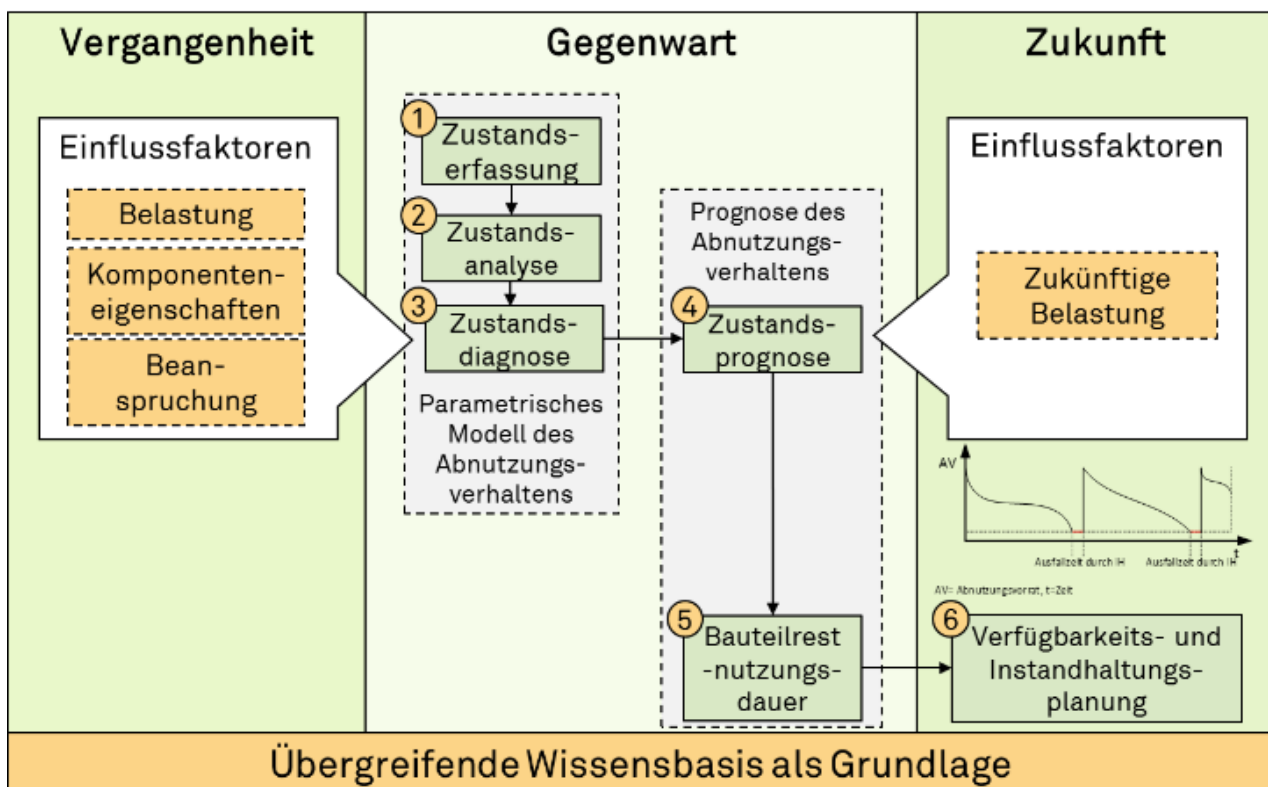 Vergangenheit
Einflussfaktoren
Belastung
Komponenten-
eigenschaften
Bean-
spruchung
Gegenwart
1
Zustands-
erfassung
2
Zustands-
analyse
3
Zustands-
diagnose
Parametrisches
Modell des
Abnutzungs-
verhaltens
Prognose des
Abnutzungs-
verhaltens
4
Zustands-
prognose
5
Bauteilrest
-nutzungs-
dauer
Zukunft
Einflussfaktoren
Zukünftige
Belastung
AV
t
Ausfallzeit durch IH
Ausfallzeit durch IH
AV= Abnutzungsvorrat, t=Zeit
6
Verfügbarkeits- und
Instandhaltungs-
planung
Übergreifende Wissensbasis als Grundlage